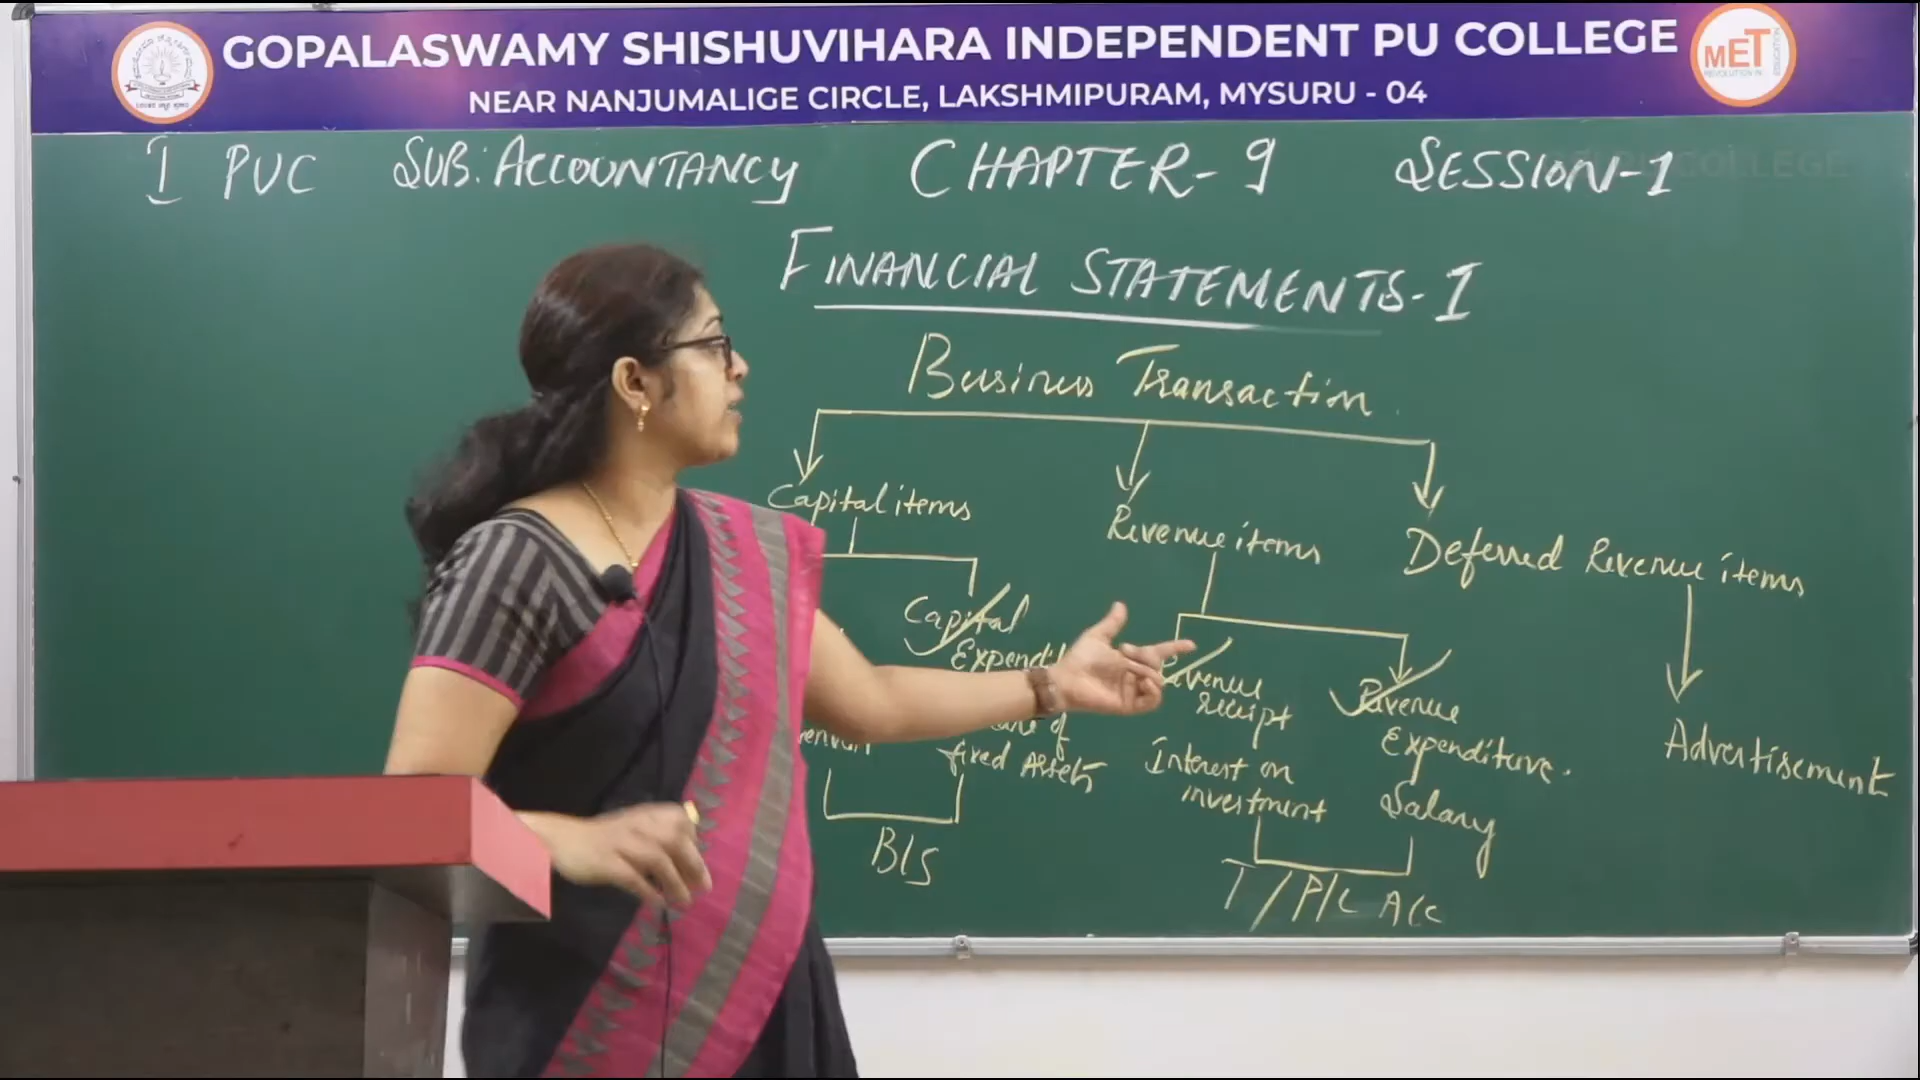 GOPALASWAMY SHISHUVIHARA INDEPENDENT PU COLLEGE
NEAR NANJUMALIGE CIRCLE, LAKSHMIPURAM, MYSURU - 04
MET
I PUC SUB: ACCOUNTANCY CHAPTER-9 SESSION-1
FINANCIAL STATEMENTS-I
Business Transaction
Capital items
Revenue items
Deferred Revenue items
Capital
Revenue
receipt
Revenue
Expenditure.
of
fixed Assets
Interest on
investment
Salary
Advertisement
B/S
T/P/L A/c